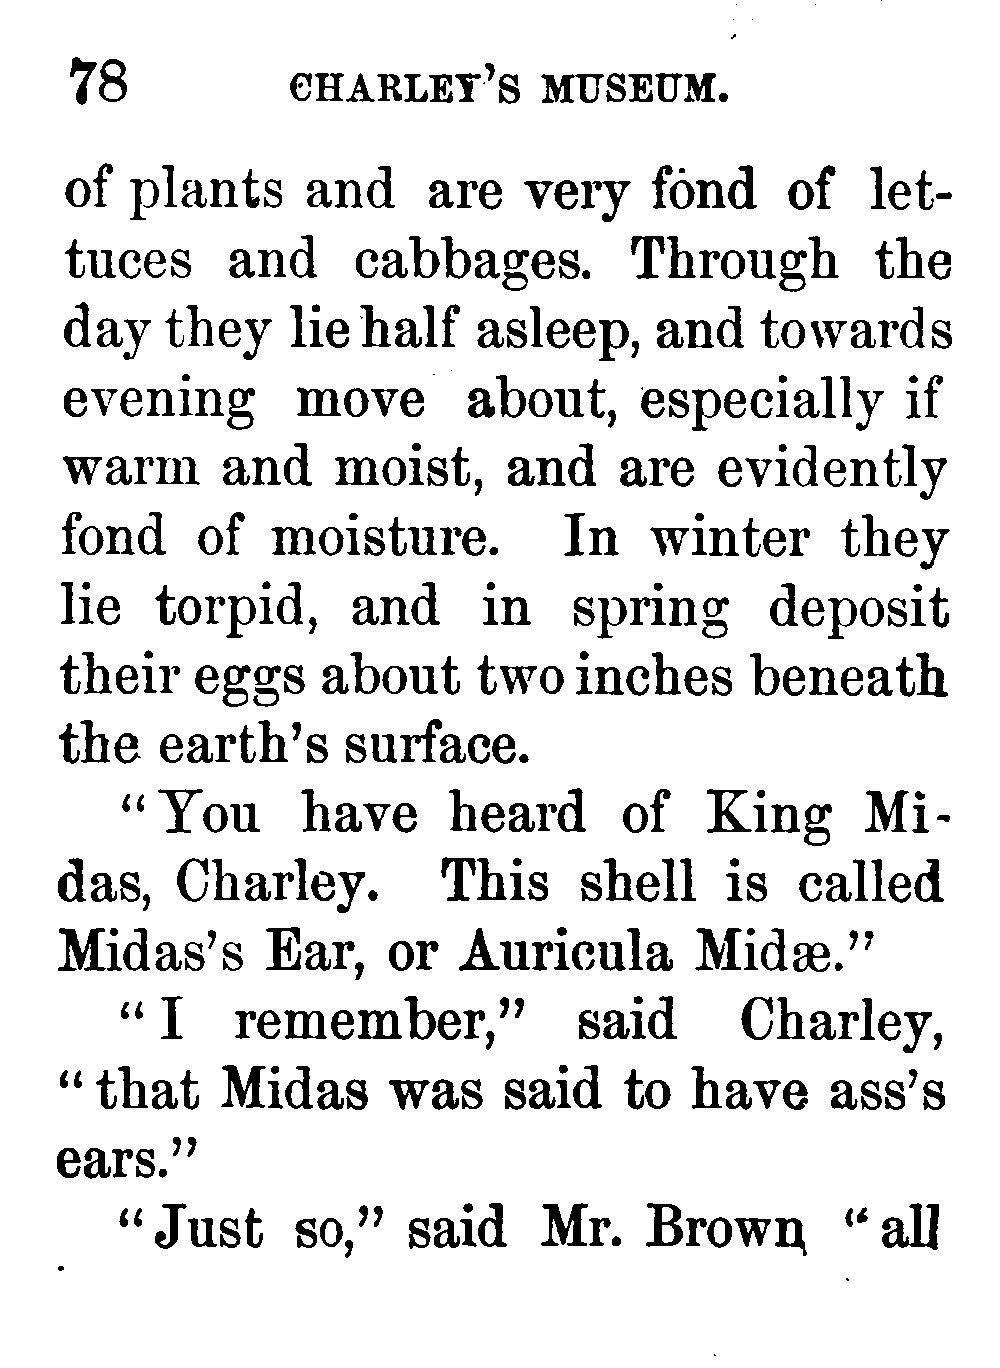 78 CHARLEY'S MUSEUM.
of plants and are very fond of let-
tuces and cabbages. Through the
day they lie half asleep, and towards
evening move about, especially if
warm and moist, and are evidently
fond of moisture. In winter they
lie torpid, and in spring deposit
their eggs about two inches beneath
the earth's surface.
"You have heard of King Mi-
das, Charley. This shell is called
Midas's Ear, or Auricula Midæ."
"I remember," said Charley,
"that Midas was said to have ass's
ears."
"Just so," said Mr. Brown, "all